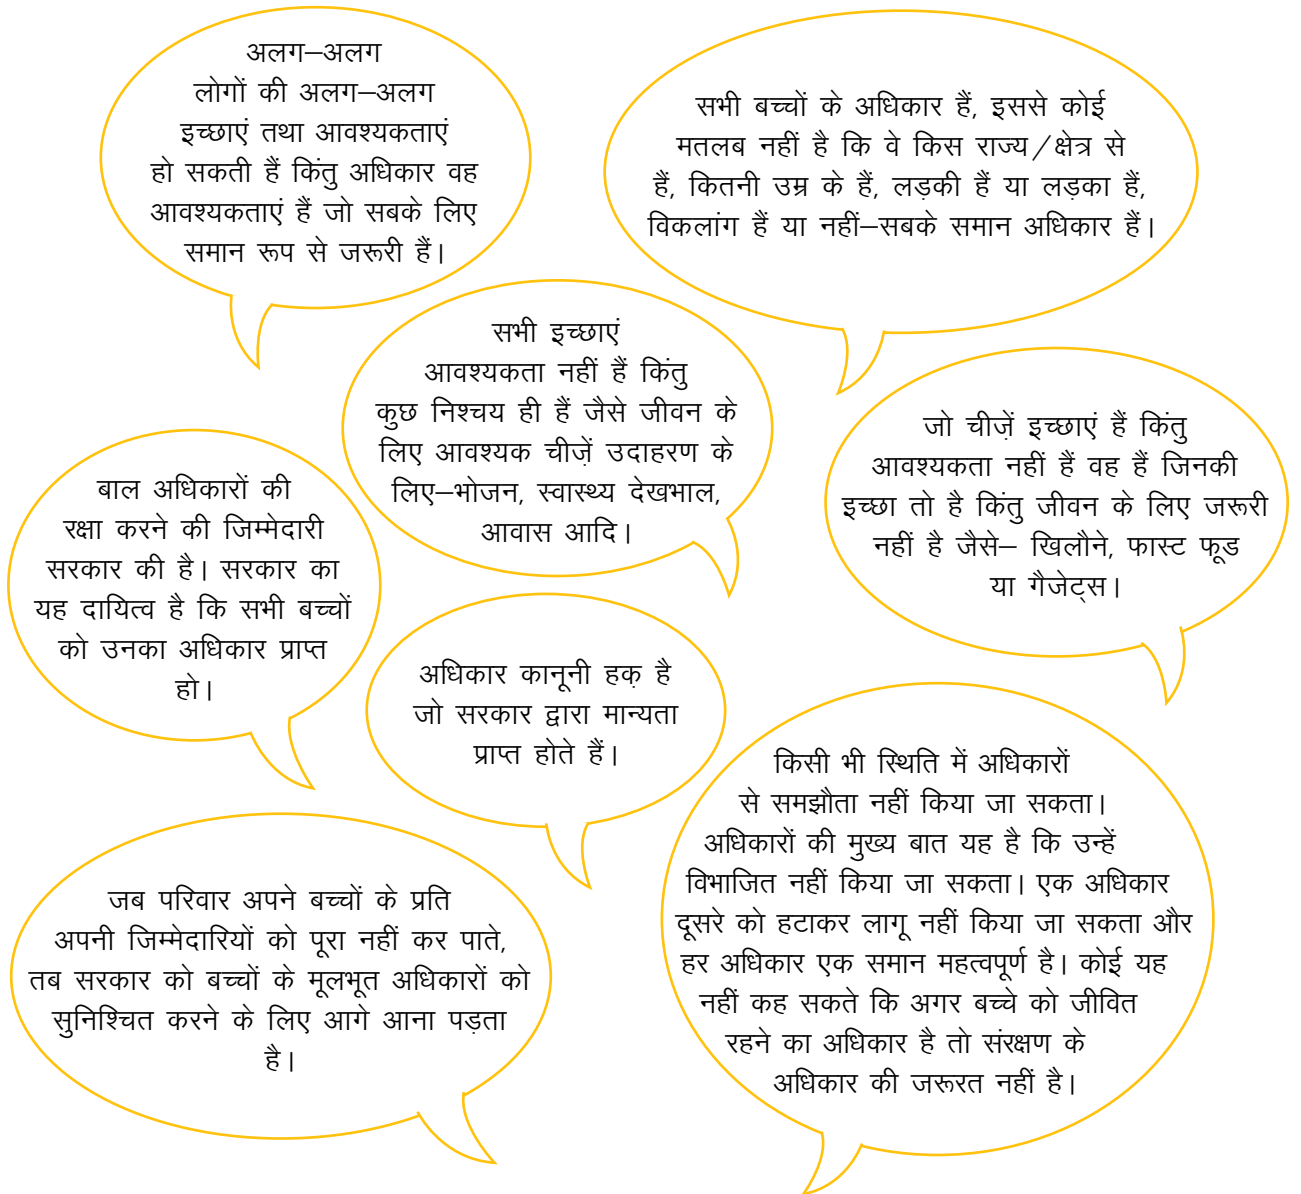 अलग–अलग
लोगों की अलग–अलग
इच्छाएं तथा आवश्यकताएं
हो सकती हैं किंतु अधिकार वह
आवश्यकताएं हैं जो सबके लिए
समान रूप से जरूरी हैं।
सभी बच्चों के अधिकार हैं, इससे कोई
मतलब नहीं है कि वे किस राज्य/क्षेत्र से
हैं, कितनी उम्र के हैं, लड़की हैं या लड़का हैं,
विकलांग हैं या नहीं–सबके समान अधिकार हैं।
सभी इच्छाएं
आवश्यकता नहीं हैं किंतु
कुछ निश्चय ही हैं जैसे जीवन के
लिए आवश्यक चीज़ें उदाहरण के
लिए–भोजन, स्वास्थ्य देखभाल,
आवास आदि।
जो चीज़ें इच्छाएं हैं किंतु
आवश्यकता नहीं हैं वह हैं जिनकी
इच्छा तो है किंतु जीवन के लिए जरूरी
नहीं है जैसे– खिलौने, फास्ट फूड
या गैजेट्स।
बाल अधिकारों की
रक्षा करने की जिम्मेदारी
सरकार की है। सरकार का
यह दायित्व है कि सभी बच्चों
को उनका अधिकार प्राप्त
हो।
अधिकार कानूनी हक़ है
जो सरकार द्वारा मान्यता
प्राप्त होते हैं।
किसी भी स्थिति में अधिकारों
से समझौता नहीं किया जा सकता।
अधिकारों की मुख्य बात यह है कि उन्हें
विभाजित नहीं किया जा सकता। एक अधिकार
दूसरे को हटाकर लागू नहीं किया जा सकता और
हर अधिकार एक समान महत्वपूर्ण है। कोई यह
नहीं कह सकते कि अगर बच्चे को जीवित
रहने का अधिकार है तो संरक्षण के
अधिकार की जरूरत नहीं है।
जब परिवार अपने बच्चों के प्रति
अपनी जिम्मेदारियों को पूरा नहीं कर पाते,
तब सरकार को बच्चों के मूलभूत अधिकारों को
सुनिश्चित करने के लिए आगे आना पड़ता
है।